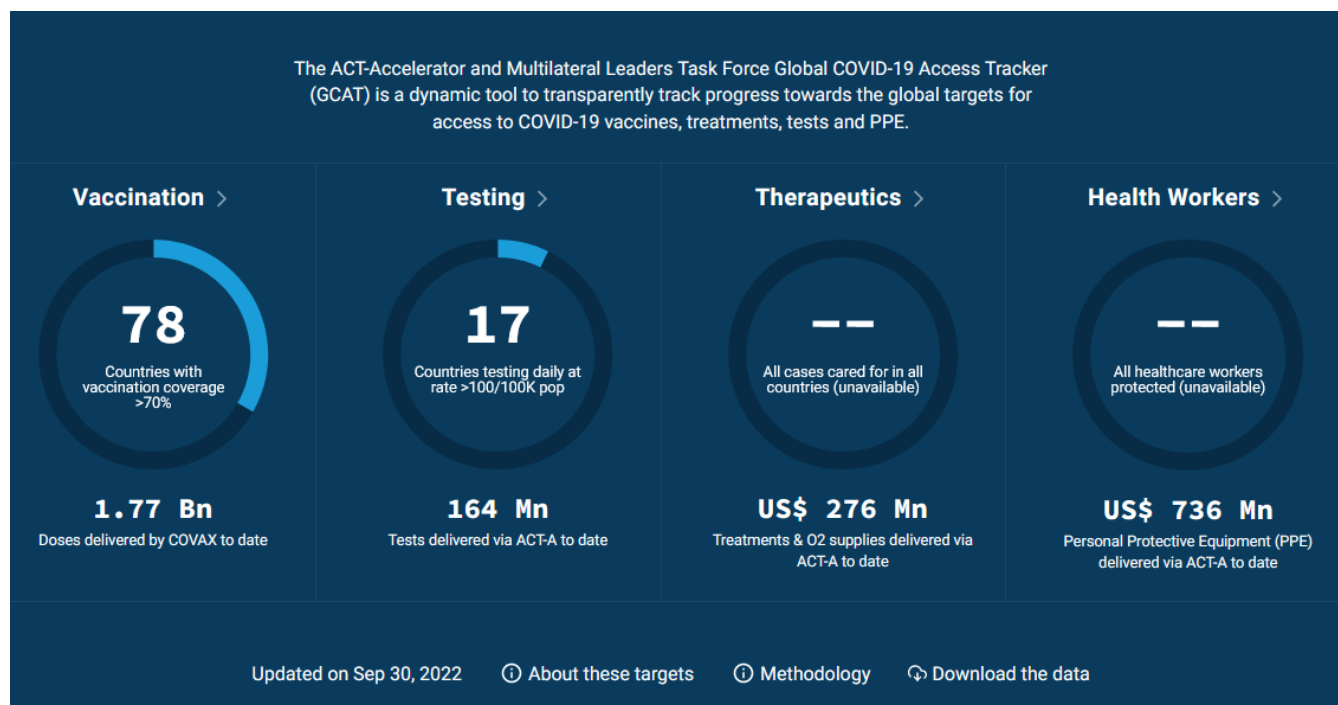 The ACT-Accelerator and Multilateral Leaders Task Force Global COVID-19 Access Tracker
(GCAT) is a dynamic tool to transparently track progress towards the global targets for
access to COVID-19 vaccines, treatments, tests and PPE.
Vaccination >
78
Countries with
vaccination coverage
>70%
1.77 Bn
Doses delivered by COVAX to date
Testing >
17
Countries testing daily at
rate >100/100K pop
164 Mn
Tests delivered via ACT-A to date
Therapeutics >
--
All cases cared for in all
countries (unavailable)
US$ 276 Mn
Treatments & O2 supplies delivered via
ACT-A to date
Health Workers >
--
All healthcare workers
protected (unavailable)
US$ 736 Mn
Personal Protective Equipment (PPE)
delivered via ACT-A to date
Updated on Sep 30, 2022
About these targets
Methodology
Download the data